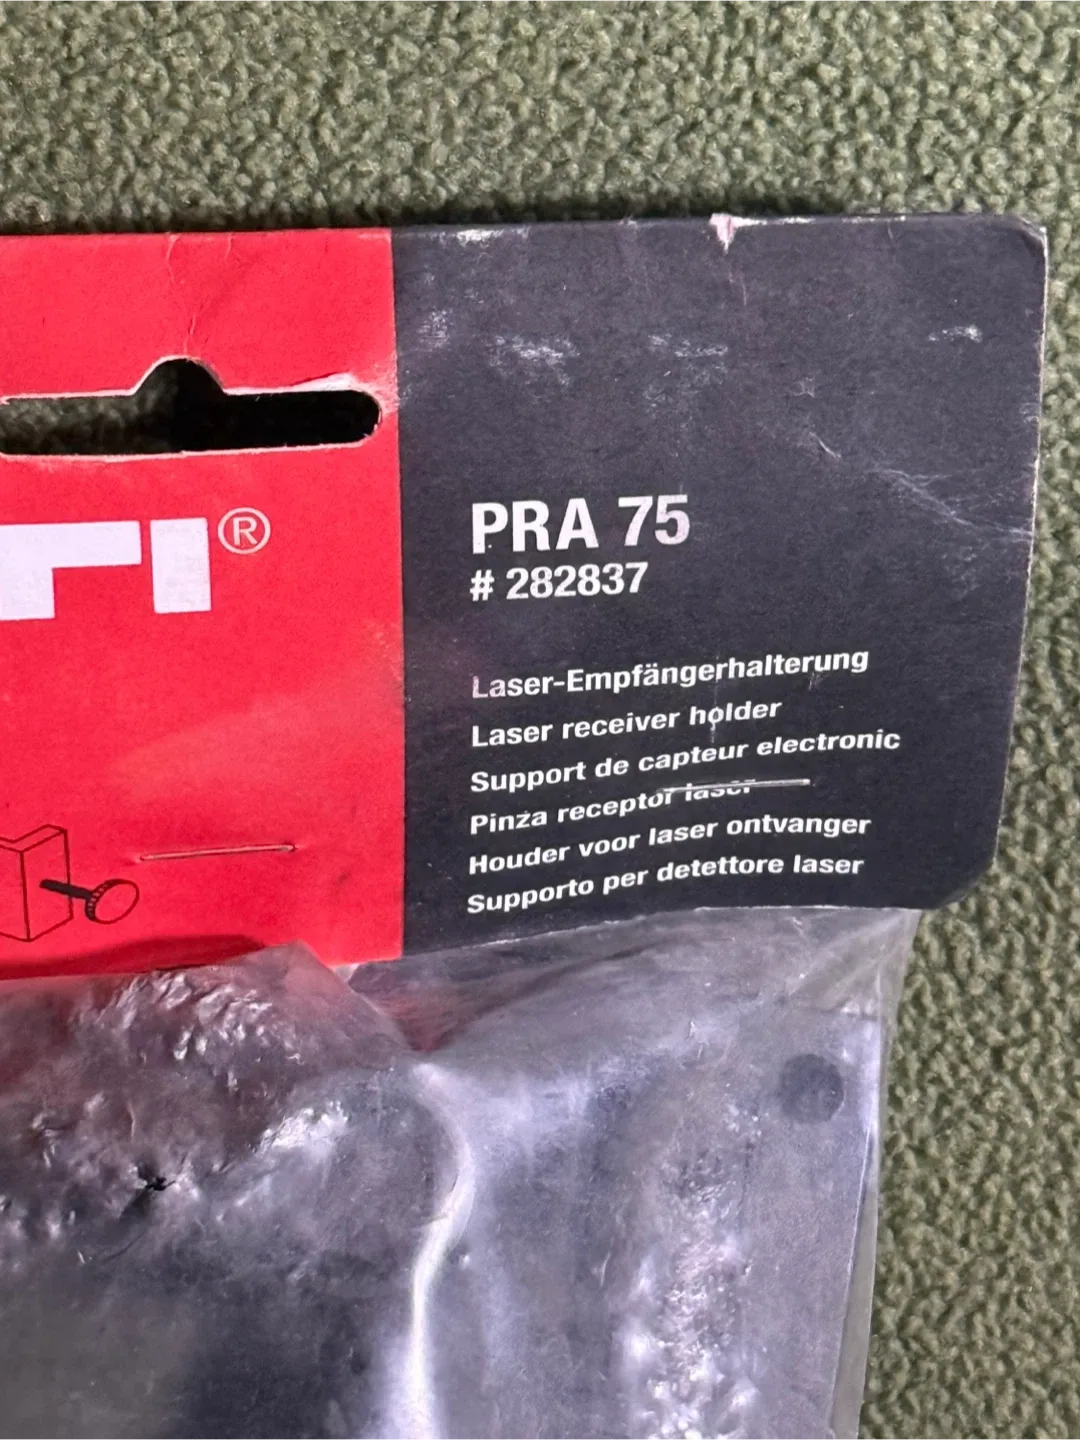 TI®
PRA 75
# 282837
Laser-Empfängerhalterung
Laser receiver holder
Support de capteur electronic
Pinza receptor laser
Houder voor laser ontvanger
Supporto per detettore laser